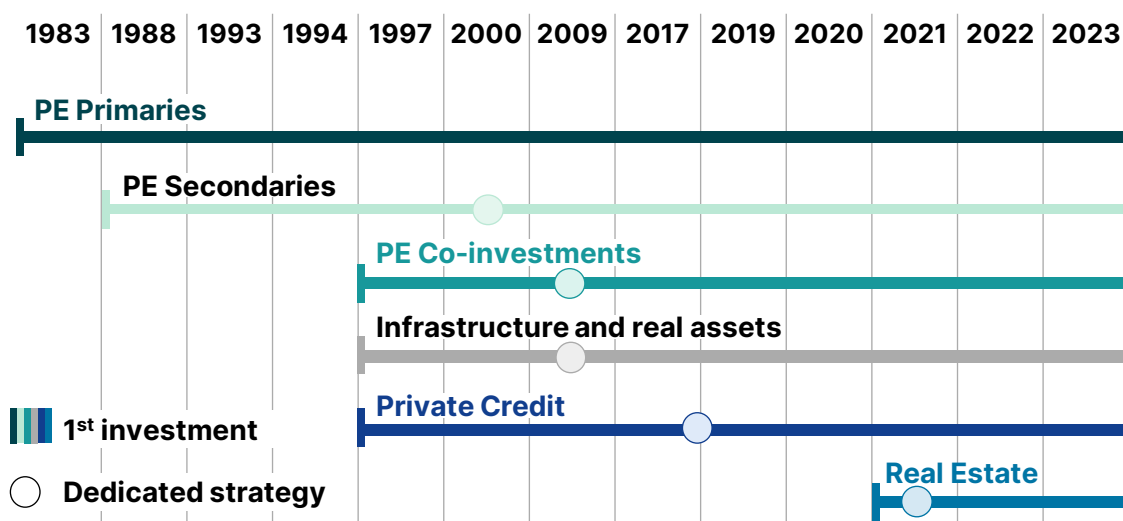 1983 1988 1993 1994 1997 2000 2009 2017 2019 2020 2021 2022 2023
PE Primaries
PE Secondaries
PE Co-investments
Infrastructure and real assets
Private Credit
1st investment
Real Estate
Dedicated strategy